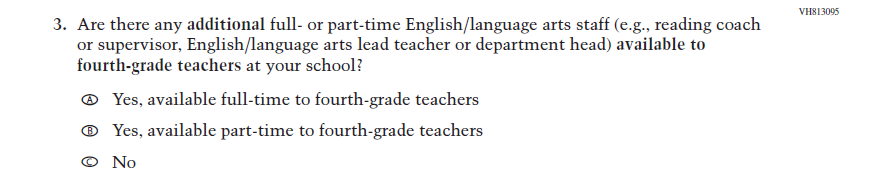 VH813095
3. Are there any additional full- or part-time English/language arts staff (e.g., reading coach
or supervisor, English/language arts lead teacher or department head) available to
fourth-grade teachers at your school?
Ⓐ Yes, available full-time to fourth-grade teachers
Ⓑ Yes, available part-time to fourth-grade teachers
Ⓒ No